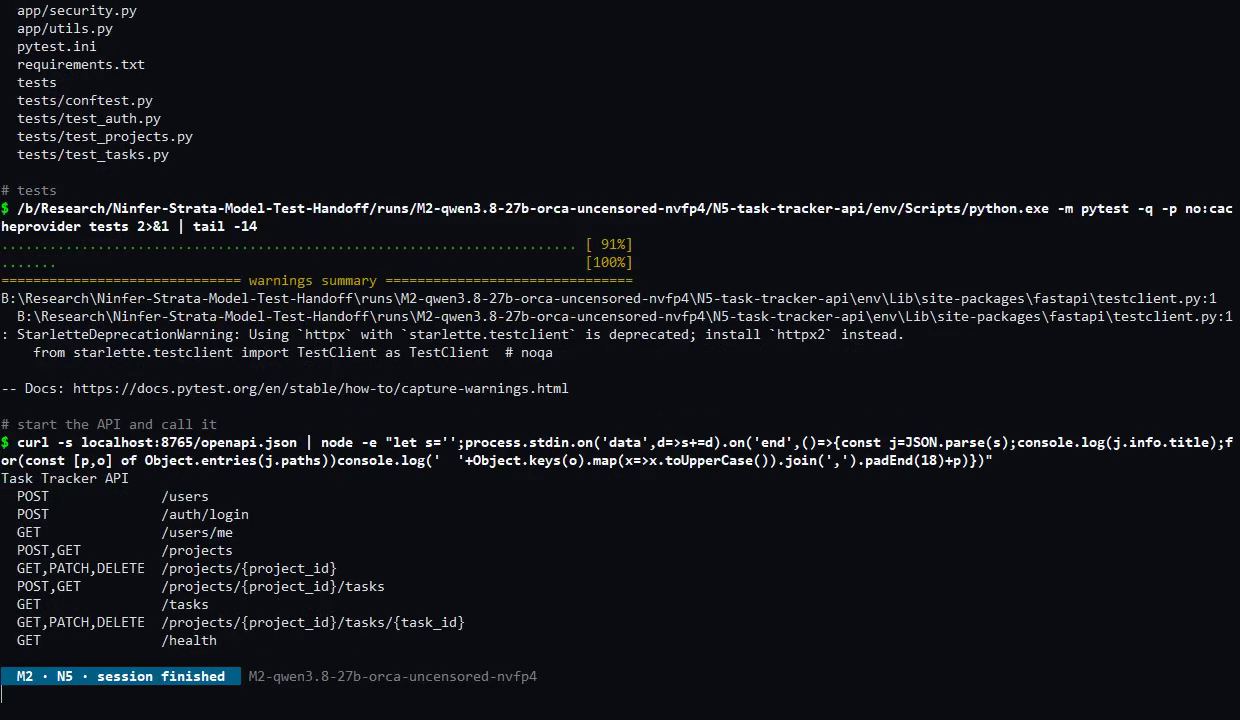 app/security.py
app/utils.py
pytest.ini
requirements.txt
tests
tests/conftest.py
tests/test_auth.py
tests/test_projects.py
tests/test_tasks.py
# tests
$ /b/Research/Ninfer-Strata-Model-Test-Handoff/runs/M2-qwen3.8-27b-orca-uncensored-nvfp4/N5-task-tracker-api/env/Scripts/python.exe -m pytest -q -p no:cac
heprovider tests 2>&1 | tail -14
........................................................................ [ 91%]
....... [100%]
============================== warnings summary ===============================
B:\Research\Ninfer-Strata-Model-Test-Handoff\runs\M2-qwen3.8-27b-orca-uncensored-nvfp4\N5-task-tracker-api\env\Lib\site-packages\fastapi\testclient.py:1
B:\Research\Ninfer-Strata-Model-Test-Handoff\runs\M2-qwen3.8-27b-orca-uncensored-nvfp4\N5-task-tracker-api\env\Lib\site-packages\fastapi\testclient.py:1
: StarletteDeprecationWarning: Using `httpx` with `starlette.testclient` is deprecated; install `httpx2` instead.
from starlette.testclient import TestClient as TestClient  # noqa
-- Docs: https://docs.pytest.org/en/stable/how-to/capture-warnings.html
# start the API and call it
$ curl -s localhost:8765/openapi.json | node -e "let s='';process.stdin.on('data',d=>s+=d).on('end',()=>{const j=JSON.parse(s);console.log(j.info.title);f
or(const [p,o] of Object.entries(j.paths))console.log('  '+Object.keys(o).map(x=>x.toUpperCase()).join(',').padEnd(18)+p)})"
Task Tracker API
POST /users
POST /auth/login
GET /users/me
POST,GET /projects
GET,PATCH,DELETE /projects/{project_id}
POST,GET /projects/{project_id}/tasks
GET /tasks
GET,PATCH,DELETE /projects/{project_id}/tasks/{task_id}
GET /health
M2 · N5 · session finished M2-qwen3.8-27b-orca-uncensored-nvfp4